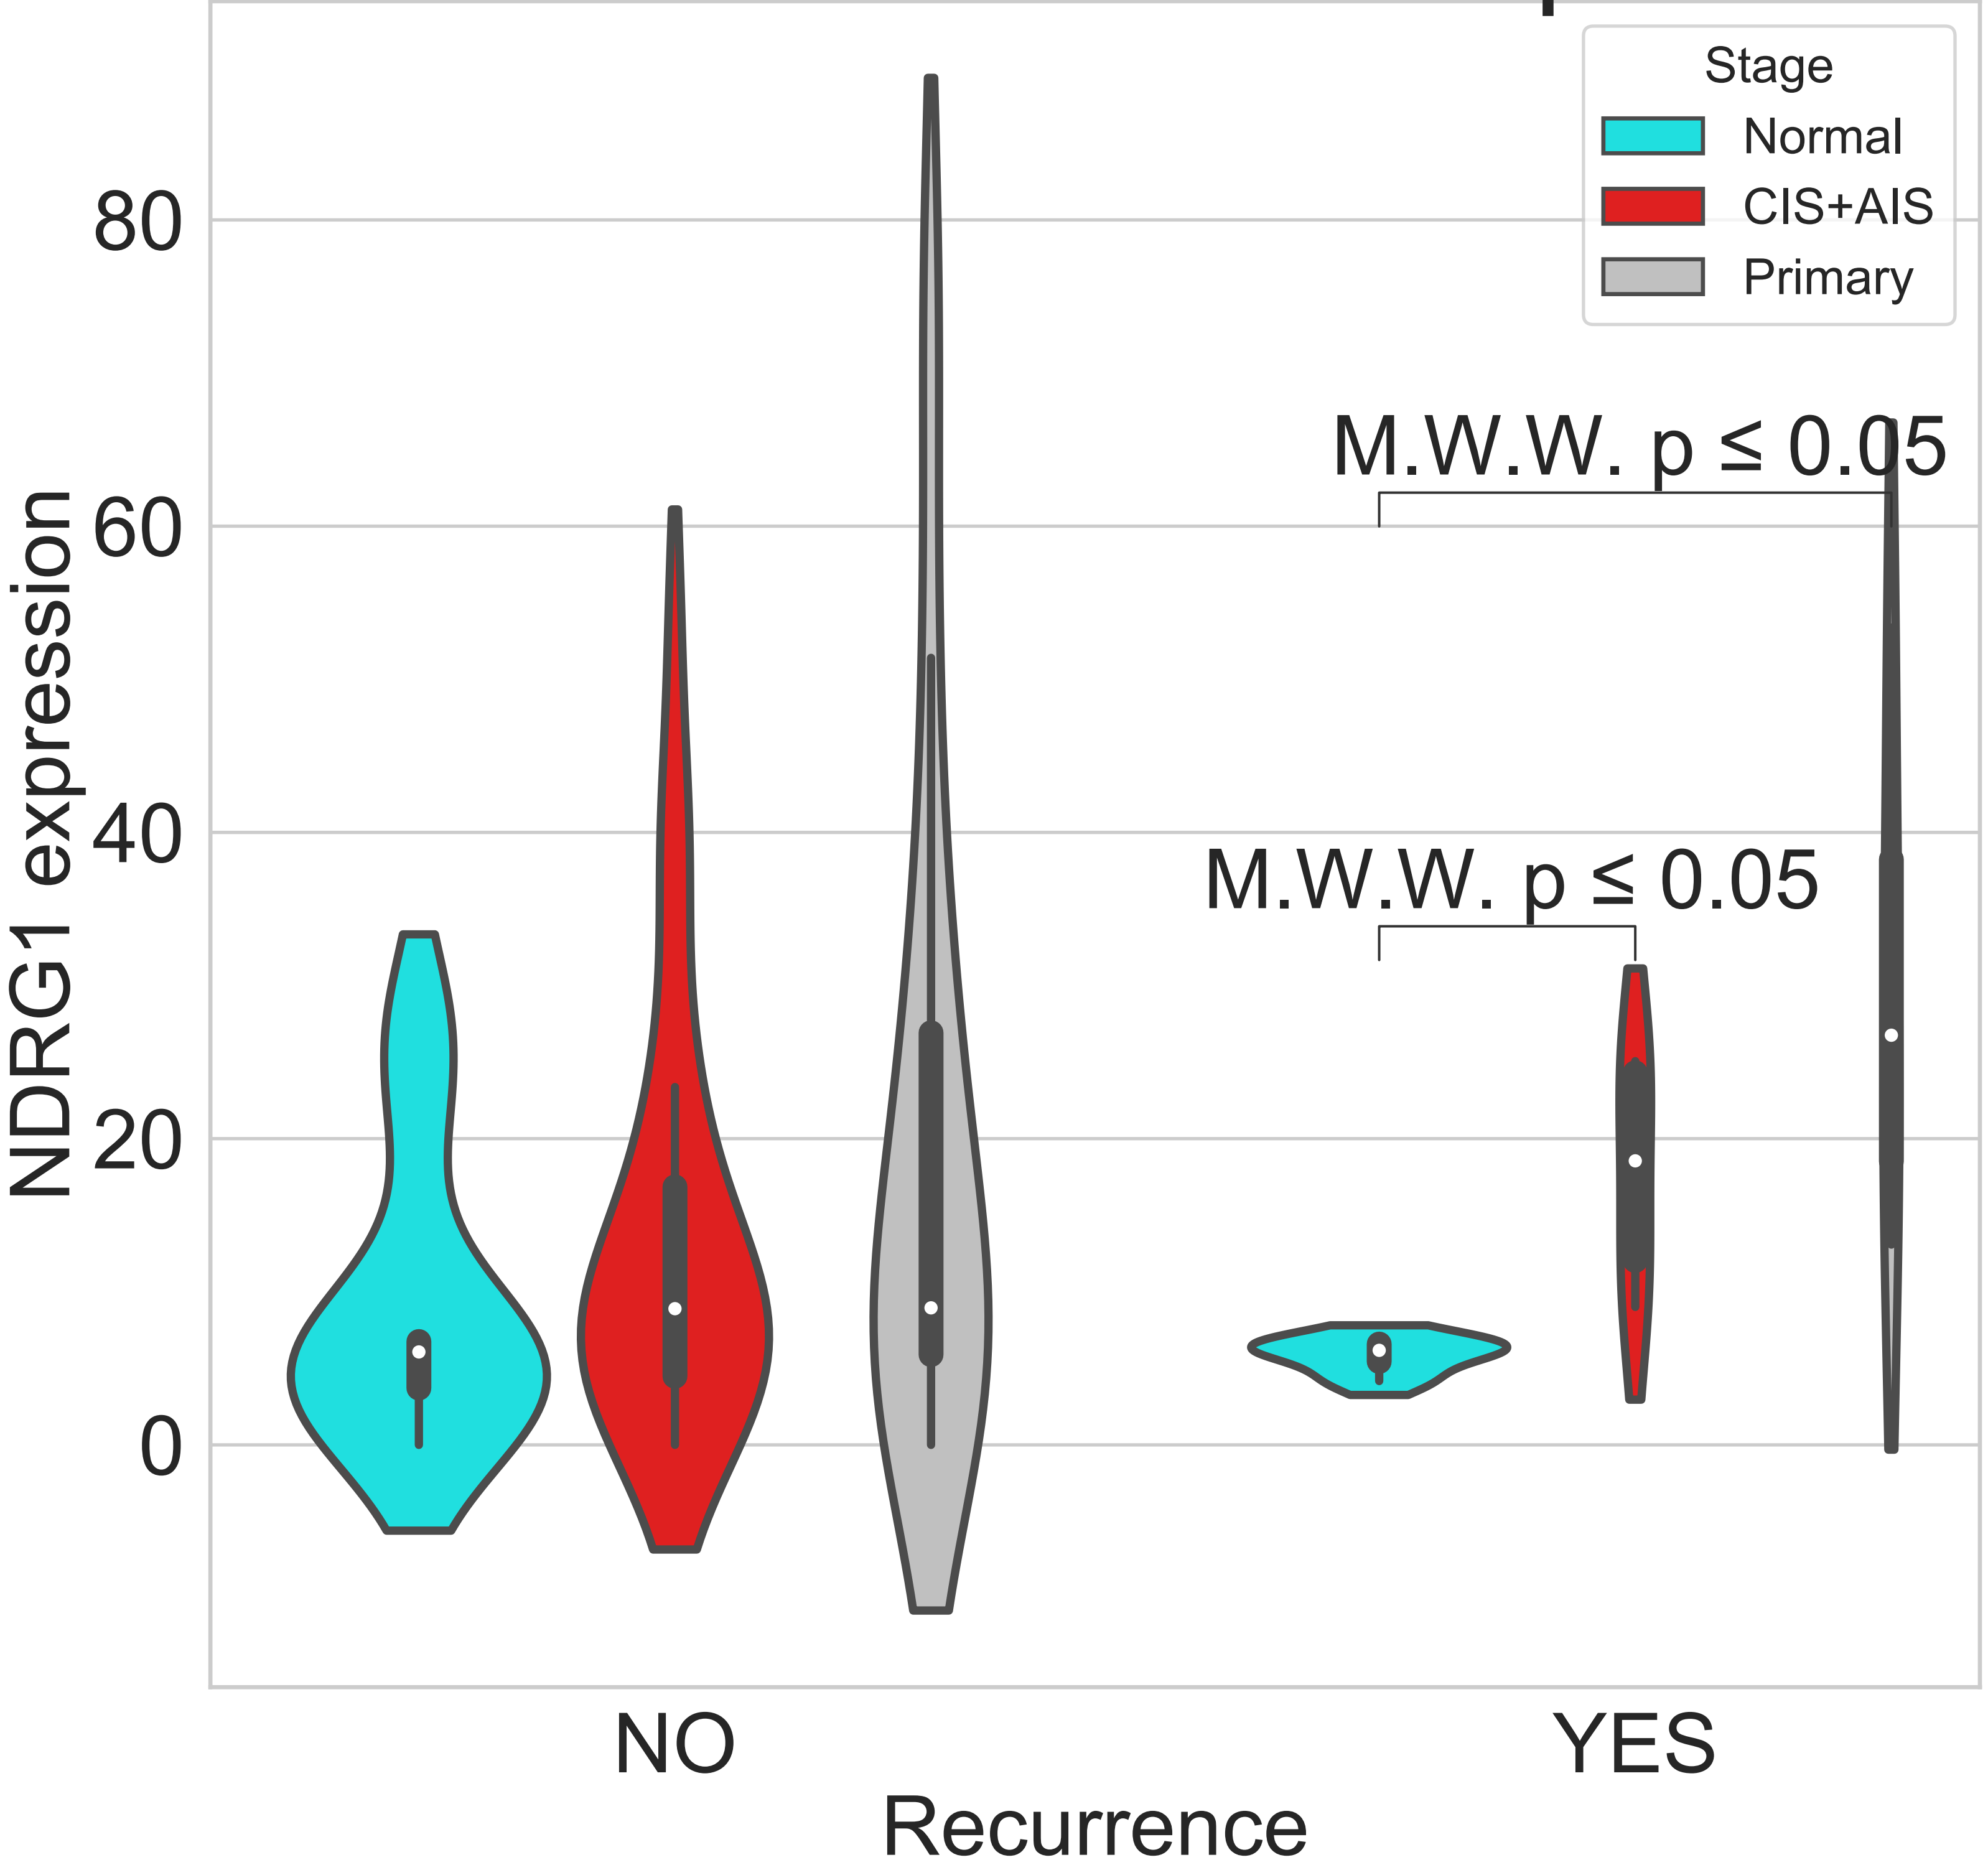 Stage
Normal
CIS+AIS
Primary
M.W.W. p ≤ 0.05
M.W.W. p ≤ 0.05
80
60
40
20
0
NDRG1 expression
NO
YES
Recurrence